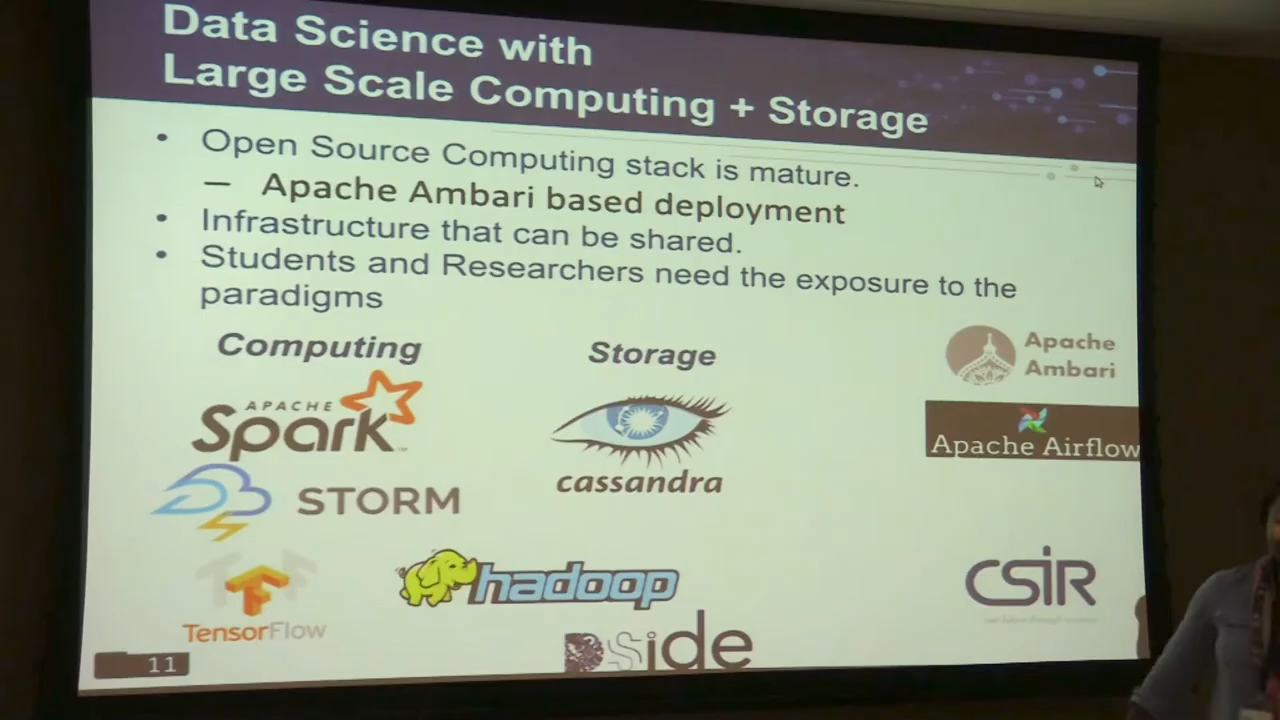 Data Science with
Large Scale Computing + Storage
• Open Source Computing stack is mature.
– Apache Ambari based deployment
• Infrastructure that can be shared.
• Students and Researchers need the exposure to the
paradigms
Computing
Storage
Apache
Ambari
APACHE
Spark
cassandra
Apache Airflow
STORM
hadoop
CSIR
TensorFlow
DSide
11